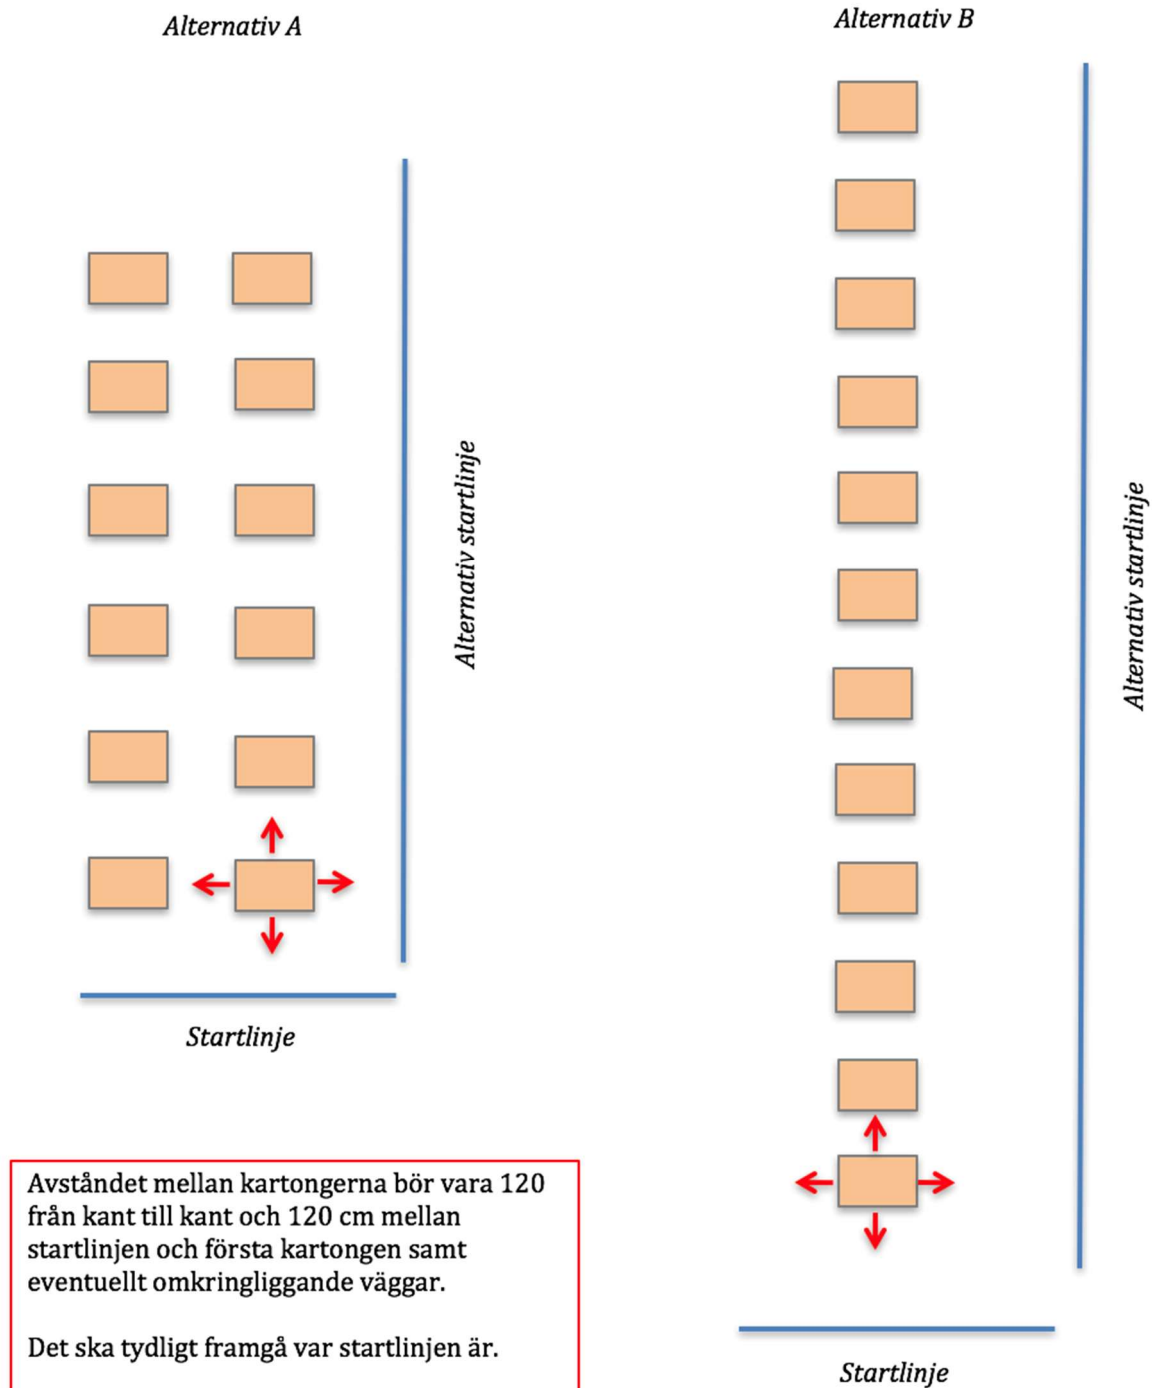 Alternativ A
Alternativ B
Alternativ startlinje
Alternativ startlinje
Startlinje
Avståndet mellan kartongerna bör vara 120
från kant till kant och 120 cm mellan
startlinjen och första kartongen samt
eventuellt omkringliggande väggar.
Det ska tydligt framgå var startlinjen är.
Startlinje